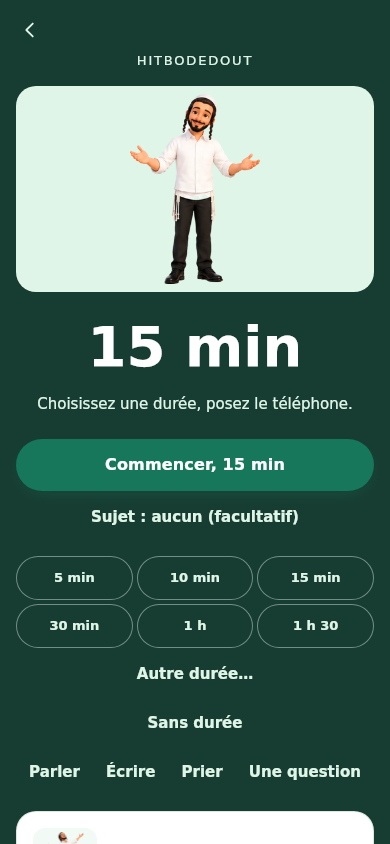 HITBODEDOUT
15 min
Choisissez une durée, posez le téléphone.
Commencer, 15 min
Sujet : aucun (facultatif)
5 min 10 min 15 min
30 min 1 h 1 h 30
Autre durée…
Sans durée
Parler Écrire Prier Une question